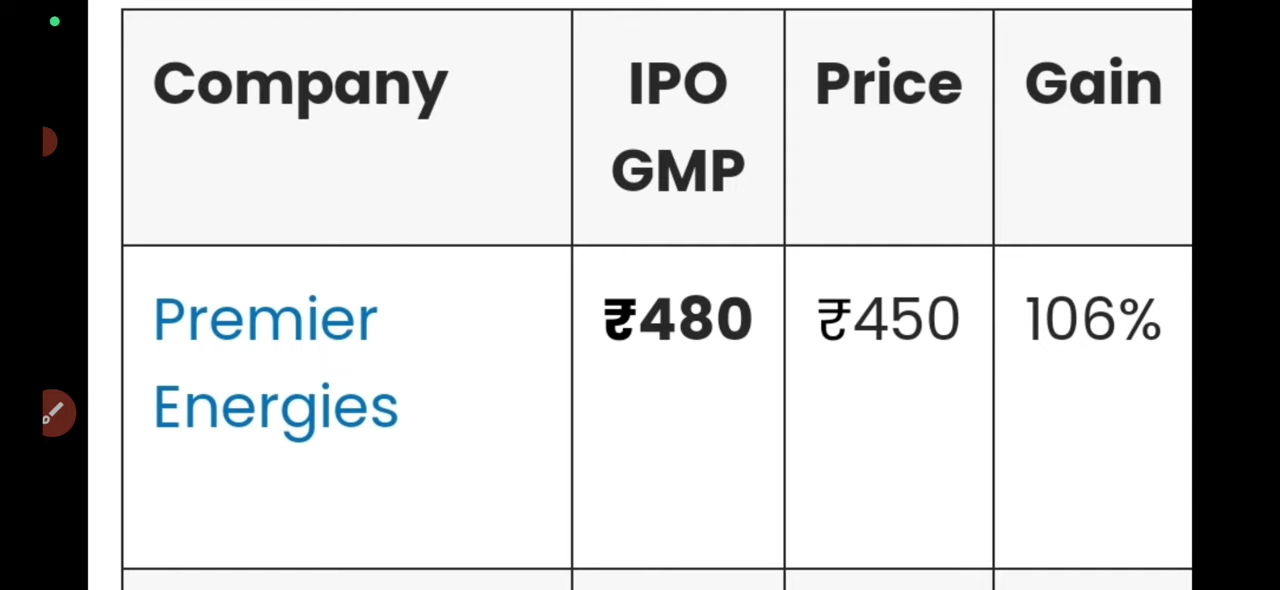 Company IPO GMP Price Gain
Premier Energies ₹480 ₹450 106%